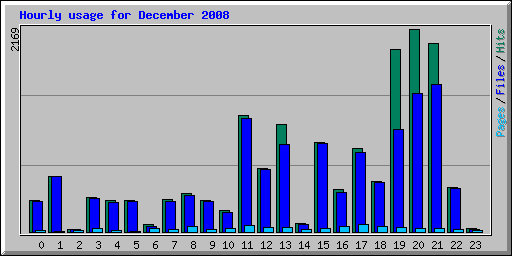 Hourly usage for December 2008
2169
Pages / Files / Hits
0 1 2 3 4 5 6 7 8 9 10 11 12 13 14 15 16 17 18 19 20 21 22 23